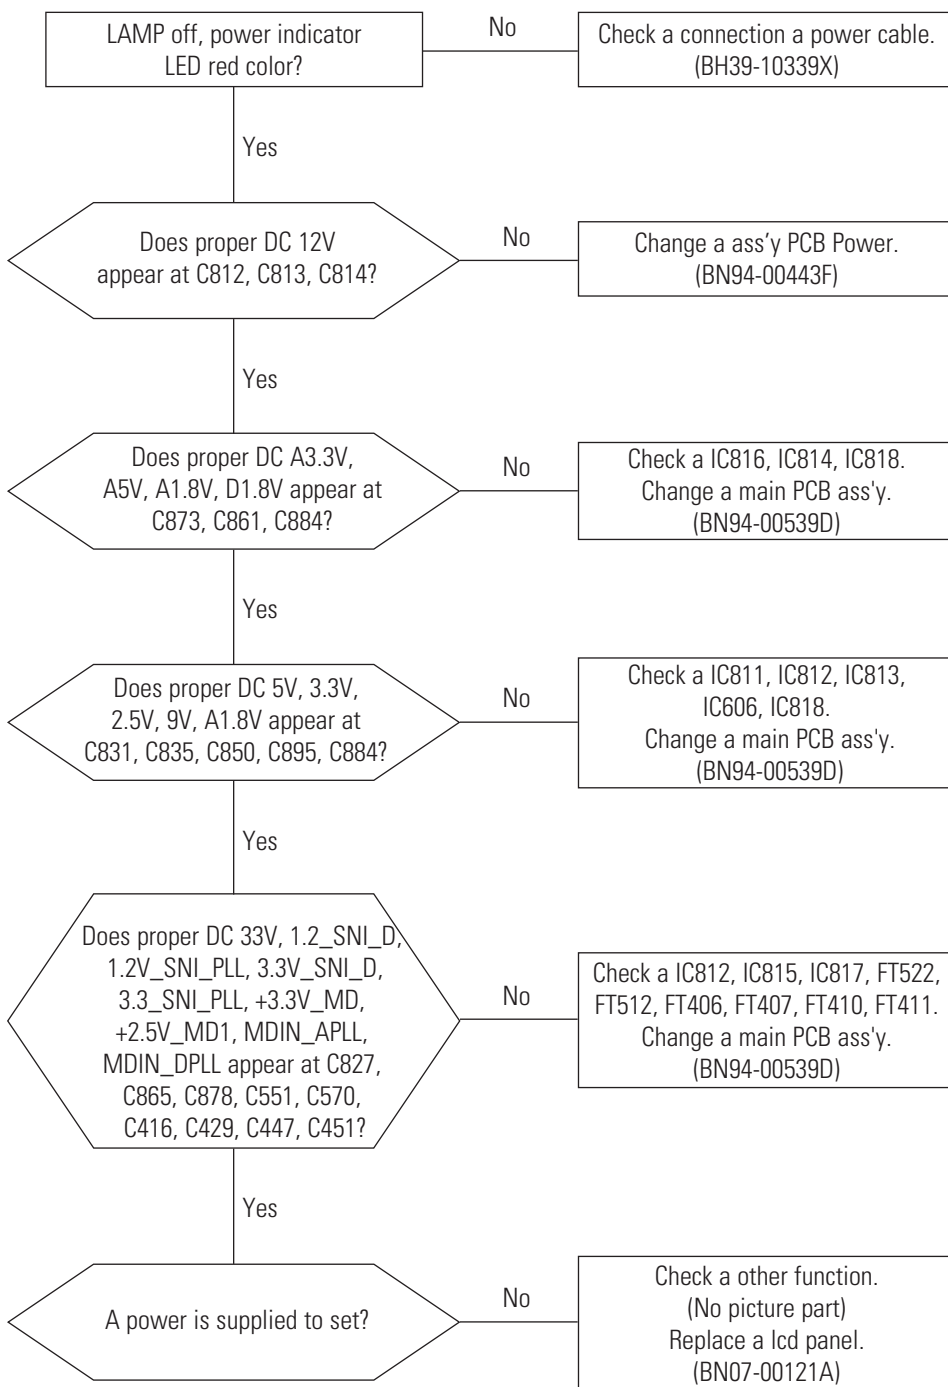 LAMP off, power indicator
LED red color?
No
Check a connection a power cable.
(BH39-10339X)
Yes
Does proper DC 12V
appear at C812, C813, C814?
No
Change a ass’y PCB Power.
(BN94-00443F)
Yes
Does proper DC A3.3V,
A5V, A1.8V, D1.8V appear at
C873, C861, C884?
No
Check a IC816, IC814, IC818.
Change a main PCB ass'y.
(BN94-00539D)
Yes
Does proper DC 5V, 3.3V,
2.5V, 9V, A1.8V appear at
C831, C835, C850, C895, C884?
No
Check a IC811, IC812, IC813,
IC606, IC818.
Change a main PCB ass'y.
(BN94-00539D)
Yes
Does proper DC 33V, 1.2_SNI_D,
1.2V_SNI_PLL, 3.3V_SNI_D,
3.3_SNI_PLL, +3.3V_MD,
+2.5V_MD1, MDIN_APLL,
MDIN_DPLL appear at C827,
C865, C878, C551, C570,
C416, C429, C447, C451?
No
Check a IC812, IC815, IC817, FT522,
FT512, FT406, FT407, FT410, FT411.
Change a main PCB ass'y.
(BN94-00539D)
Yes
A power is supplied to set?
No
Check a other function.
(No picture part)
Replace a lcd panel.
(BN07-00121A)